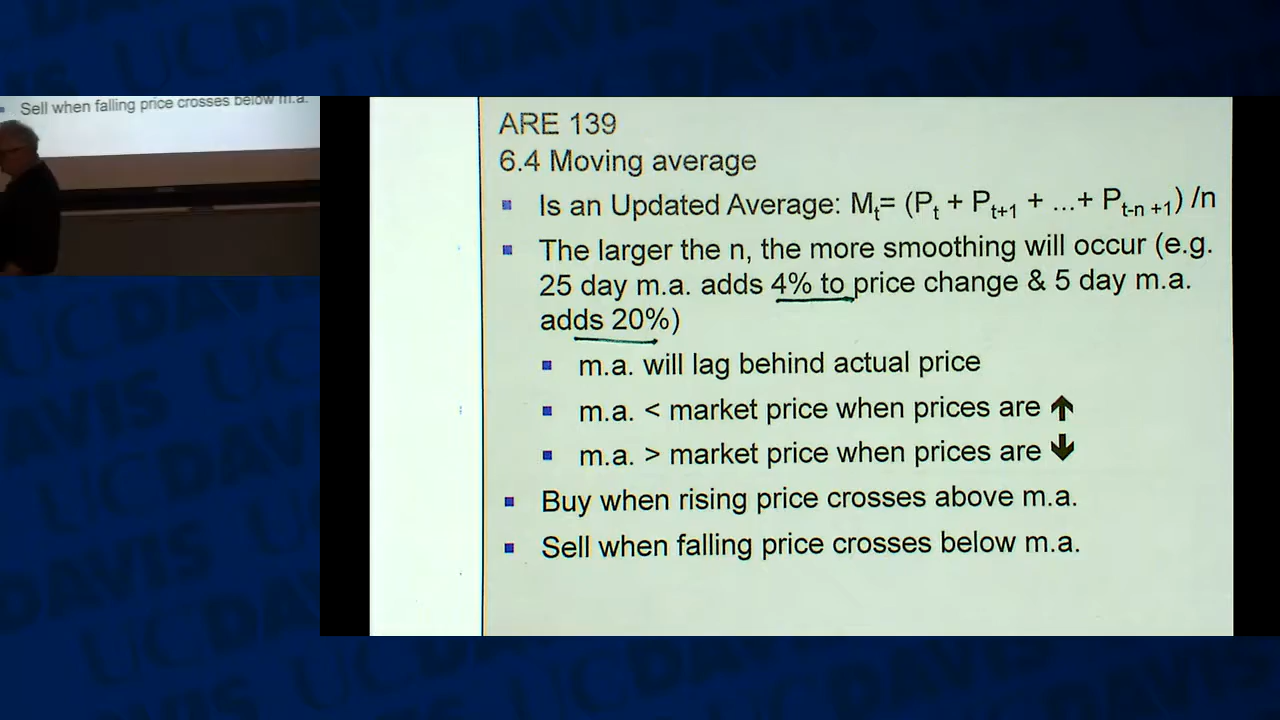 Sell when falling price crosses below m.a.
ARE 139
6.4 Moving average
Is an Updated Average: Mt= (Pt + Pt+1 + ...+ Pt-n +1) /n
The larger the n, the more smoothing will occur (e.g.
25 day m.a. adds 4% to price change & 5 day m.a.
adds 20%)
m.a. will lag behind actual price
m.a. < market price when prices are ↑
m.a. > market price when prices are ↓
Buy when rising price crosses above m.a.
Sell when falling price crosses below m.a.
UC DAVIS